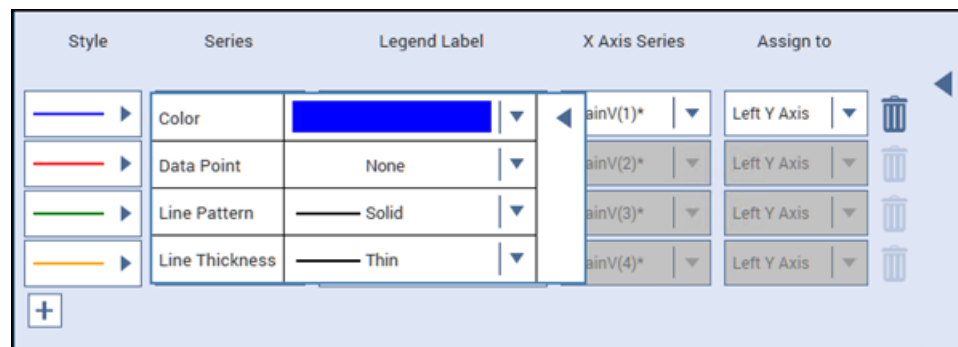 Style Series Legend Label X Axis Series Assign to
Color ainV(1)* Left Y Axis
Data Point None ainV(2)* Left Y Axis
Line Pattern Solid ainV(3)* Left Y Axis
Line Thickness Thin ainV(4)* Left Y Axis
+